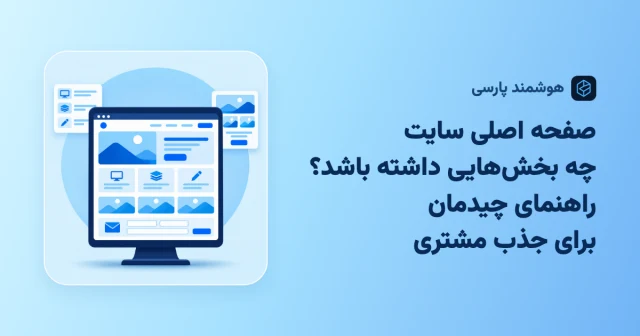 هوشمند پارسی
صفحه اصلی سایت
چه بخش‌هایی داشته باشد؟
راهنمای چیدمان
برای جذب مشتری